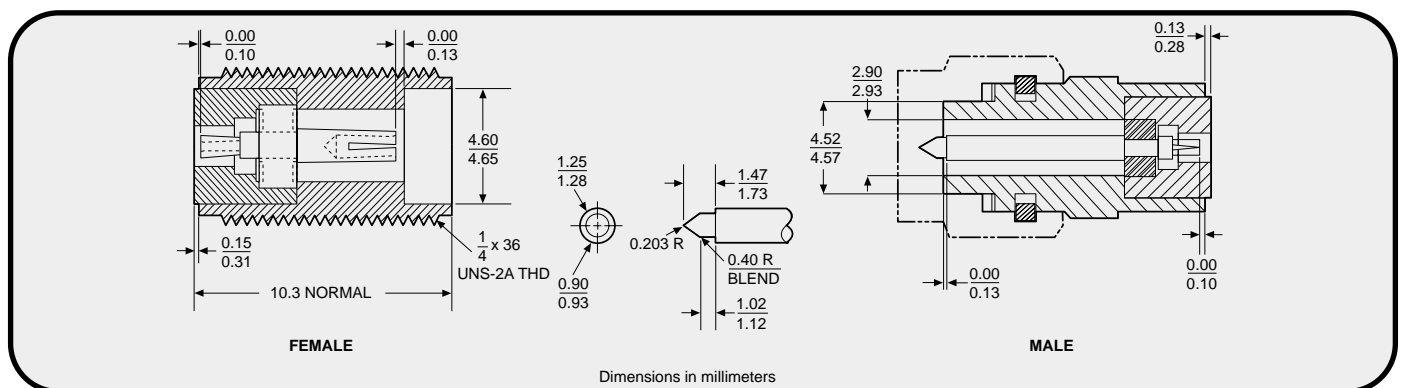 0.00
0.10
0.00
0.13
4.60
4.65
0.15
0.31
1/4 x 36
UNS-2A THD
10.3 NORMAL
FEMALE
1.25
1.28
0.90
0.93
1.47
1.73
0.203 R
0.40 R
BLEND
1.02
1.12
0.13
0.28
2.90
2.93
4.52
4.57
0.00
0.13
0.00
0.10
MALE
Dimensions in millimeters